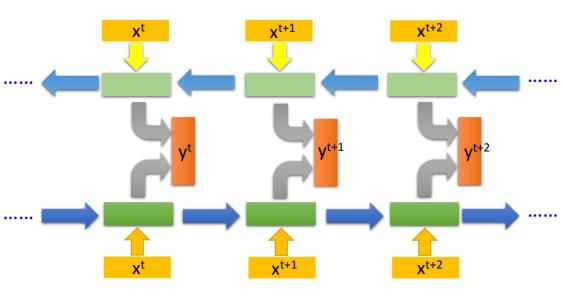 x^t x^t+1 x^t+2
...... ......
y^t y^t+1 y^t+2
...... ......
x^t x^t+1 x^t+2